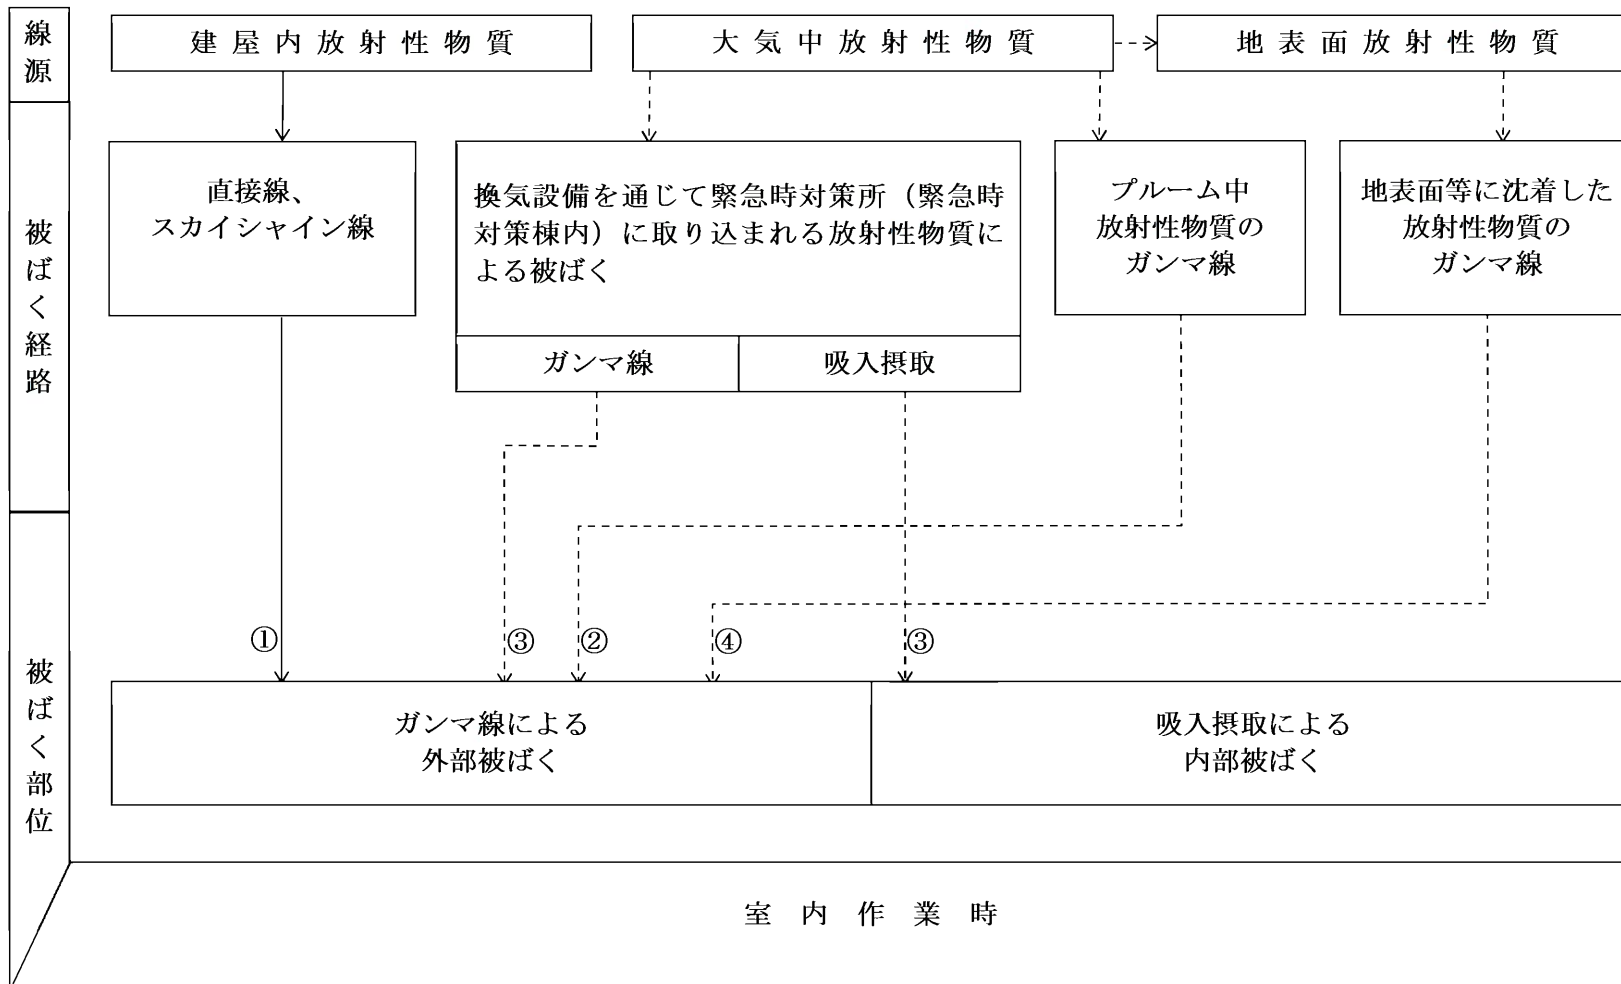 線源
建屋内放射性物質
大気中放射性物質
地表面放射性物質
被ばく経路
直接線、
スカイシャイン線
換気設備を通じて緊急時対策所（緊急時
対策棟内）に取り込まれる放射性物質に
よる被ばく
ガンマ線
吸入摂取
プルーム中
放射性物質の
ガンマ線
地表面等に沈着した
放射性物質の
ガンマ線
①
③
②
④
③
被ばく部位
ガンマ線による
外部被ばく
吸入摂取による
内部被ばく
室内作業時